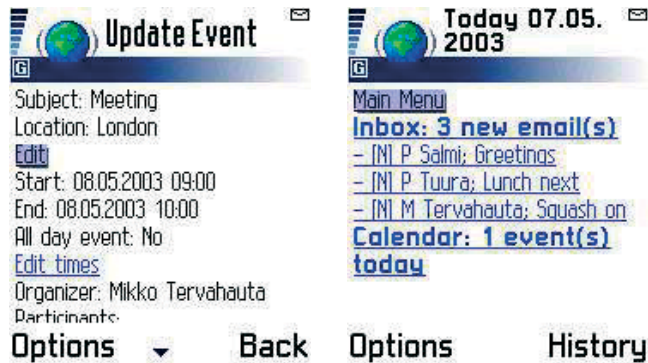 Update Event
G
Subject: Meeting
Location: London
Edit
Start: 08.05.2003 09:00
End: 08.05.2003 10:00
All day event: No
Edit times
Organizer: Mikko Tervahauta
Participants:
Options
Back
Today 07.05.
2003
G
Main Menu
Inbox: 3 new email(s)
- [N] P Salmi; Greetings
- [N] P Tuura; Lunch next
- [N] M Tervahauta; Squash on
Calendar: 1 event(s)
today
Options
History